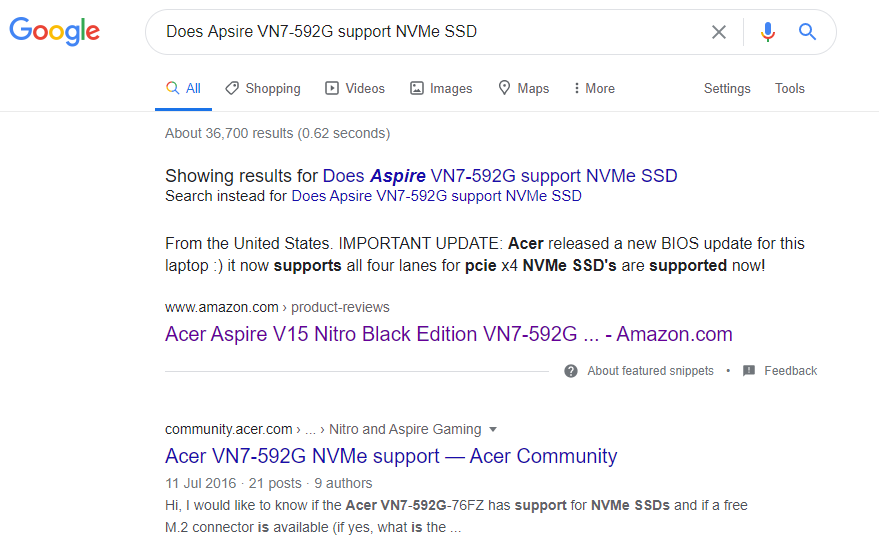 Google
Does Apsire VN7-592G support NVMe SSD
All Shopping Videos Images Maps More Settings Tools
About 36,700 results (0.62 seconds)
Showing results for Does Aspire VN7-592G support NVMe SSD
Search instead for Does Apsire VN7-592G support NVMe SSD
From the United States. IMPORTANT UPDATE: Acer released a new BIOS update for this
laptop :) it now supports all four lanes for pcie x4 NVMe SSD's are supported now!
www.amazon.com › product-reviews
Acer Aspire V15 Nitro Black Edition VN7-592G ... - Amazon.com
About featured snippets • Feedback
community.acer.com › ... › Nitro and Aspire Gaming
Acer VN7-592G NVMe support — Acer Community
11 Jul 2016 · 21 posts · 9 authors
Hi, I would like to know if the Acer VN7-592G-76FZ has support for NVMe SSDs and if a free
M.2 connector is available (if yes, what is the ...